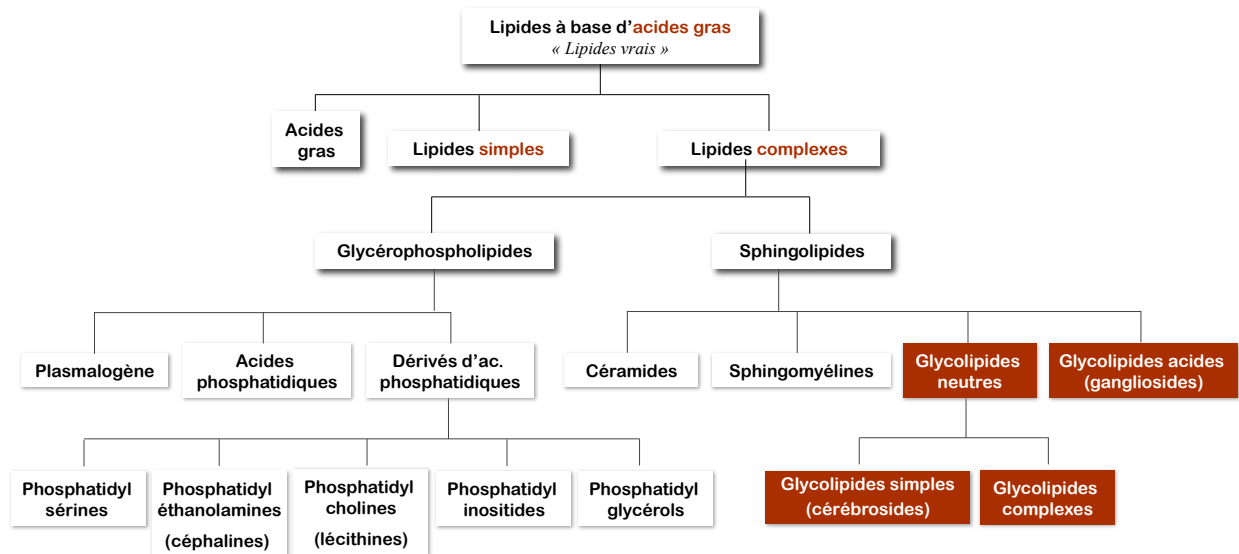 Lipides à base d'acides gras
« Lipides vrais »
Acides
gras
Lipides simples
Lipides complexes
Glycérophospholipides
Sphingolipides
Plasmalogène
Acides
phosphatidiques
Dérivés d'ac.
phosphatidiques
Céramides
Sphingomyélines
Glycolipides
neutres
Glycolipides acides
(gangliosides)
Phosphatidyl
sérines
Phosphatidyl
éthanolamines
(céphalines)
Phosphatidyl
cholines
(lécithines)
Phosphatidyl
inositides
Phosphatidyl
glycérols
Glycolipides simples
(cérébrosides)
Glycolipides
complexes